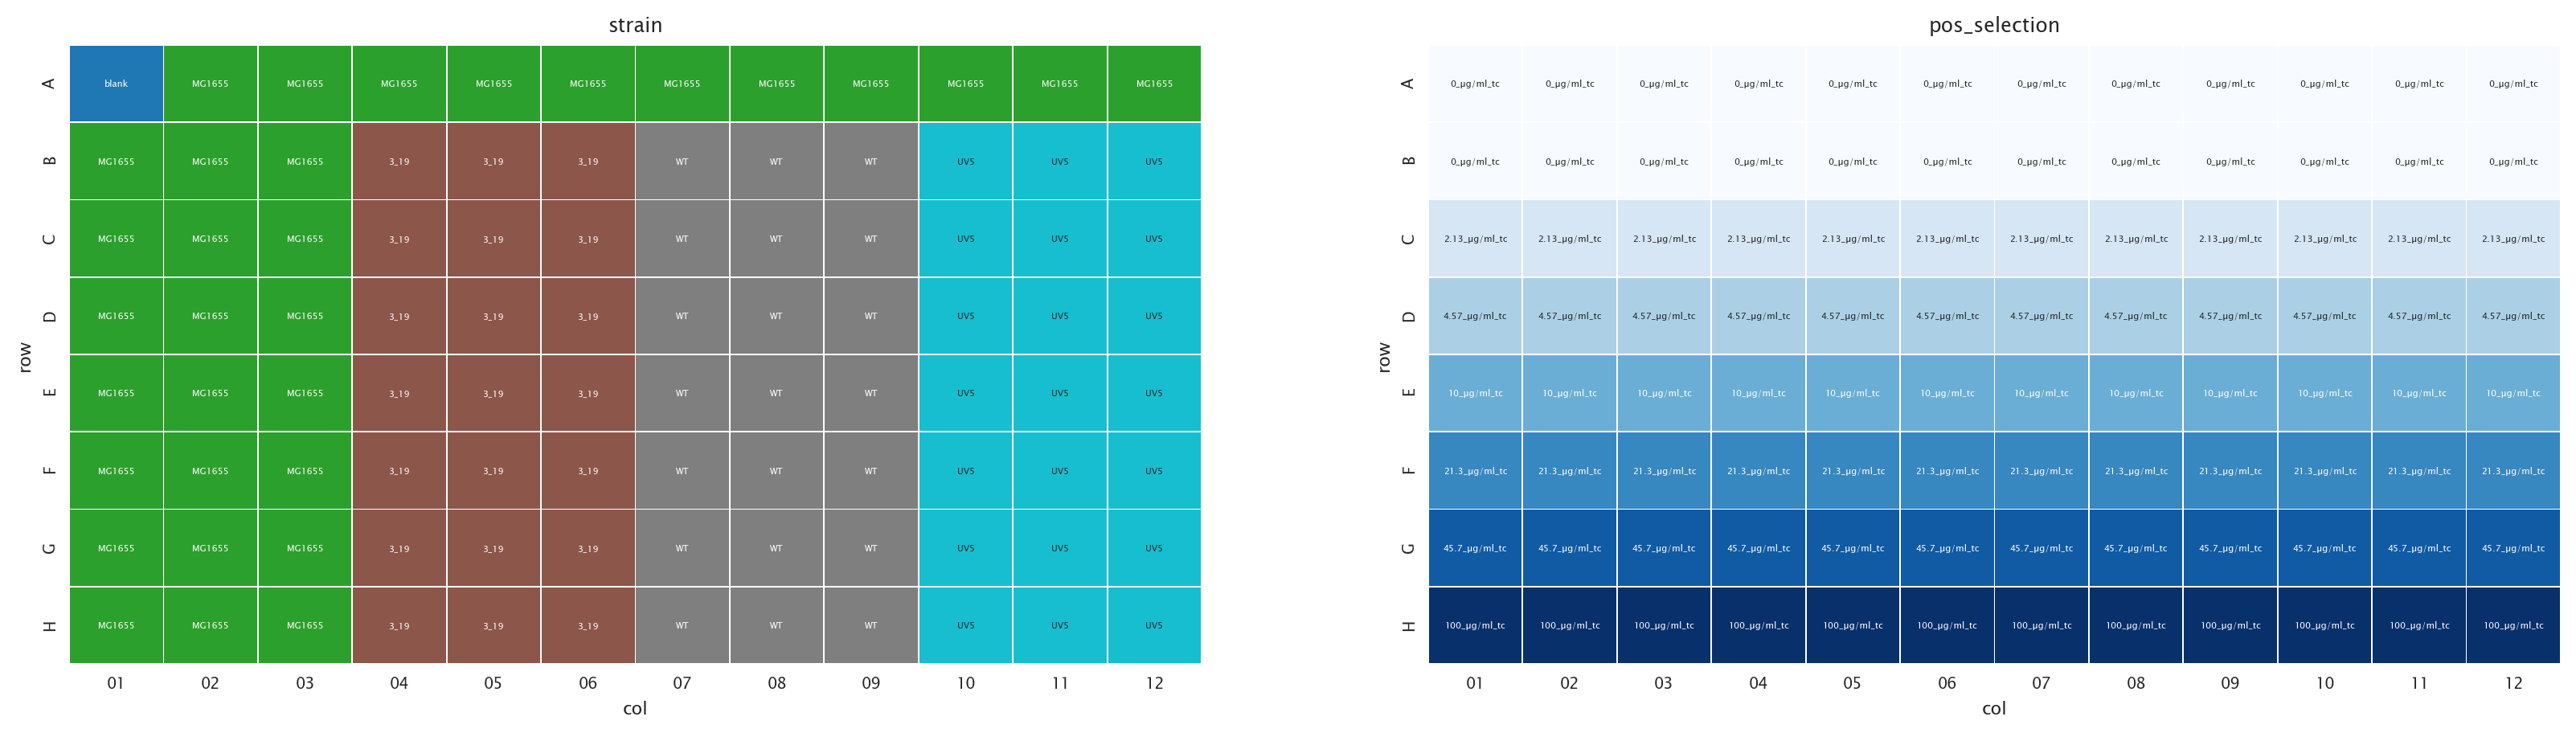 strain
A blank MG1655 MG1655 MG1655 MG1655 MG1655 MG1655 MG1655 MG1655 MG1655 MG1655 MG1655
B MG1655 MG1655 MG1655 3_19 3_19 3_19 WT WT WT UV5 UV5 UV5
C MG1655 MG1655 MG1655 3_19 3_19 3_19 WT WT WT UV5 UV5 UV5
D MG1655 MG1655 MG1655 3_19 3_19 3_19 WT WT WT UV5 UV5 UV5
E MG1655 MG1655 MG1655 3_19 3_19 3_19 WT WT WT UV5 UV5 UV5
F MG1655 MG1655 MG1655 3_19 3_19 3_19 WT WT WT UV5 UV5 UV5
G MG1655 MG1655 MG1655 3_19 3_19 3_19 WT WT WT UV5 UV5 UV5
H MG1655 MG1655 MG1655 3_19 3_19 3_19 WT WT WT UV5 UV5 UV5
row
01 02 03 04 05 06 07 08 09 10 11 12
col
pos_selection
A 0_µg/ml_tc 0_µg/ml_tc 0_µg/ml_tc 0_µg/ml_tc 0_µg/ml_tc 0_µg/ml_tc 0_µg/ml_tc 0_µg/ml_tc 0_µg/ml_tc 0_µg/ml_tc 0_µg/ml_tc 0_µg/ml_tc
B 0_µg/ml_tc 0_µg/ml_tc 0_µg/ml_tc 0_µg/ml_tc 0_µg/ml_tc 0_µg/ml_tc 0_µg/ml_tc 0_µg/ml_tc 0_µg/ml_tc 0_µg/ml_tc 0_µg/ml_tc 0_µg/ml_tc
C 2.13_µg/ml_tc 2.13_µg/ml_tc 2.13_µg/ml_tc 2.13_µg/ml_tc 2.13_µg/ml_tc 2.13_µg/ml_tc 2.13_µg/ml_tc 2.13_µg/ml_tc 2.13_µg/ml_tc 2.13_µg/ml_tc 2.13_µg/ml_tc 2.13_µg/ml_tc
D 4.57_µg/ml_tc 4.57_µg/ml_tc 4.57_µg/ml_tc 4.57_µg/ml_tc 4.57_µg/ml_tc 4.57_µg/ml_tc 4.57_µg/ml_tc 4.57_µg/ml_tc 4.57_µg/ml_tc 4.57_µg/ml_tc 4.57_µg/ml_tc 4.57_µg/ml_tc
E 10_µg/ml_tc 10_µg/ml_tc 10_µg/ml_tc 10_µg/ml_tc 10_µg/ml_tc 10_µg/ml_tc 10_µg/ml_tc 10_µg/ml_tc 10_µg/ml_tc 10_µg/ml_tc 10_µg/ml_tc 10_µg/ml_tc
F 21.3_µg/ml_tc 21.3_µg/ml_tc 21.3_µg/ml_tc 21.3_µg/ml_tc 21.3_µg/ml_tc 21.3_µg/ml_tc 21.3_µg/ml_tc 21.3_µg/ml_tc 21.3_µg/ml_tc 21.3_µg/ml_tc 21.3_µg/ml_tc 21.3_µg/ml_tc
G 45.7_µg/ml_tc 45.7_µg/ml_tc 45.7_µg/ml_tc 45.7_µg/ml_tc 45.7_µg/ml_tc 45.7_µg/ml_tc 45.7_µg/ml_tc 45.7_µg/ml_tc 45.7_µg/ml_tc 45.7_µg/ml_tc 45.7_µg/ml_tc 45.7_µg/ml_tc
H 100_µg/ml_tc 100_µg/ml_tc 100_µg/ml_tc 100_µg/ml_tc 100_µg/ml_tc 100_µg/ml_tc 100_µg/ml_tc 100_µg/ml_tc 100_µg/ml_tc 100_µg/ml_tc 100_µg/ml_tc 100_µg/ml_tc
row
01 02 03 04 05 06 07 08 09 10 11 12
col